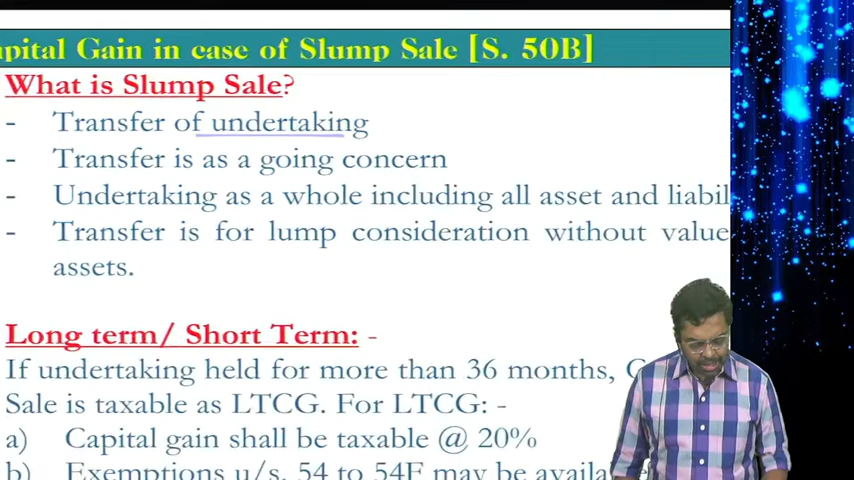 pital Gain in case of Slump Sale [S. 50B]
What is Slump Sale?
- Transfer of undertaking
- Transfer is as a going concern
- Undertaking as a whole including all asset and liabil
- Transfer is for lump consideration without value
assets.
Long term/ Short Term: -
If undertaking held for more than 36 months,
Sale is taxable as LTCG. For LTCG: -
a) Capital gain shall be taxable @ 20%
b) Exemptions u/s. 54 to 54F may be availa